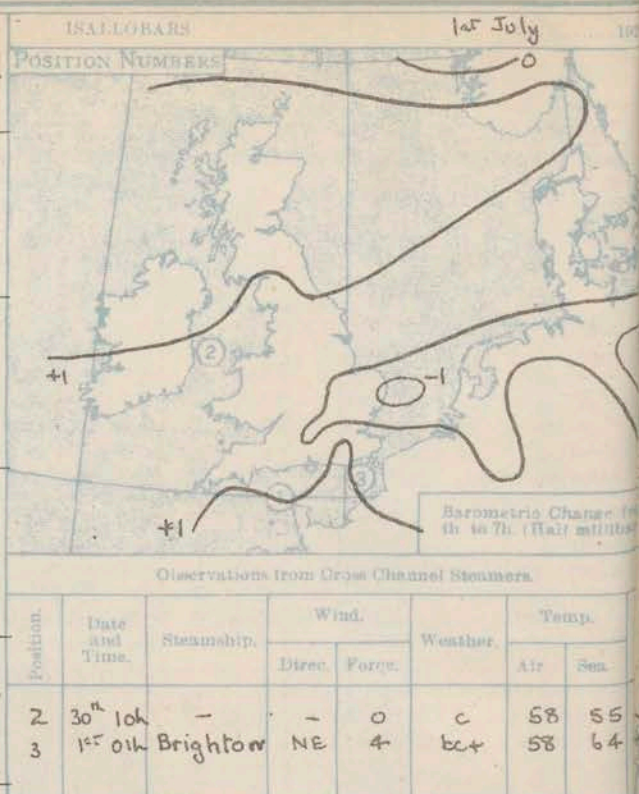 ISALLOBARS 1st July 19
POSITION NUMBERS
0
2
+1
-1
3
+1
Barometric Change
1h to 7h. (Half
Observations from Cross Channel Steamers.
Position. Date and Time. Steamship. Wind. Weather. Temp.
Direc. Force. Air Sea
2 30th 10h – – 0 c 58 55
3 1st 01h Brighton NE 4 bc+ 58 64